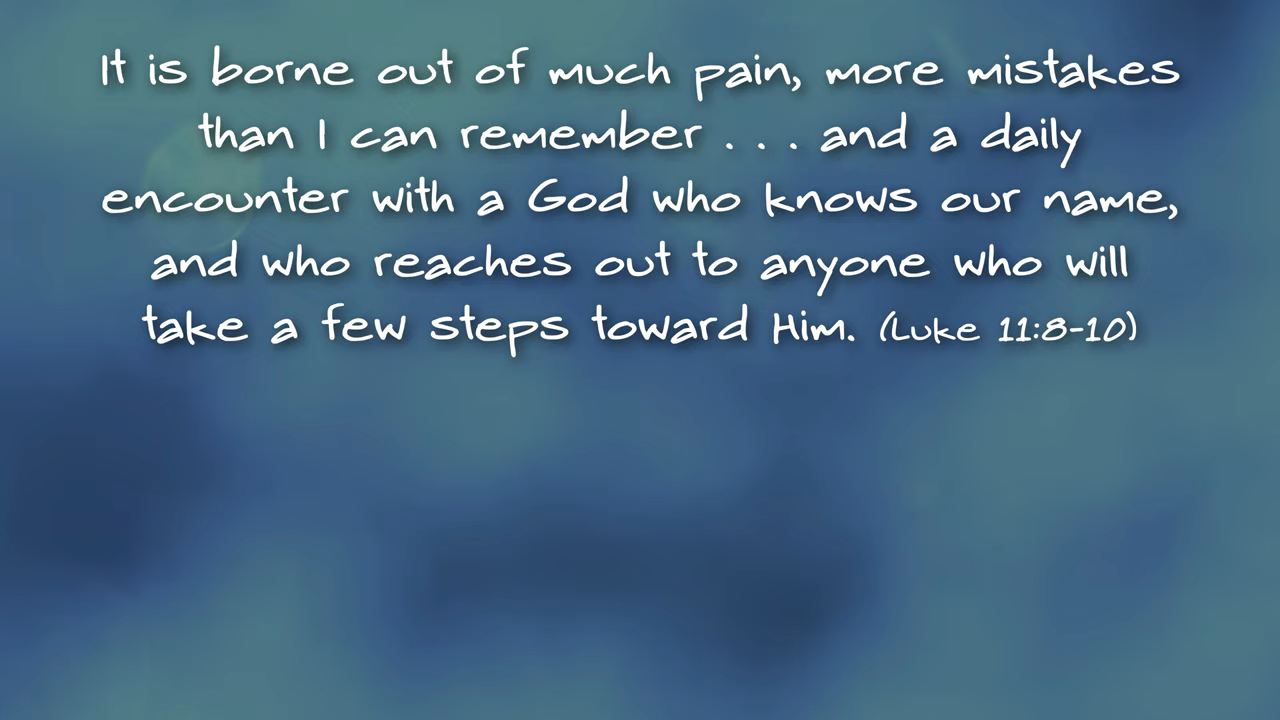 It is borne out of much pain, more mistakes
than I can remember . . . and a daily
encounter with a God who knows our name,
and who reaches out to anyone who will
take a few steps toward Him. (Luke 11:8-10)